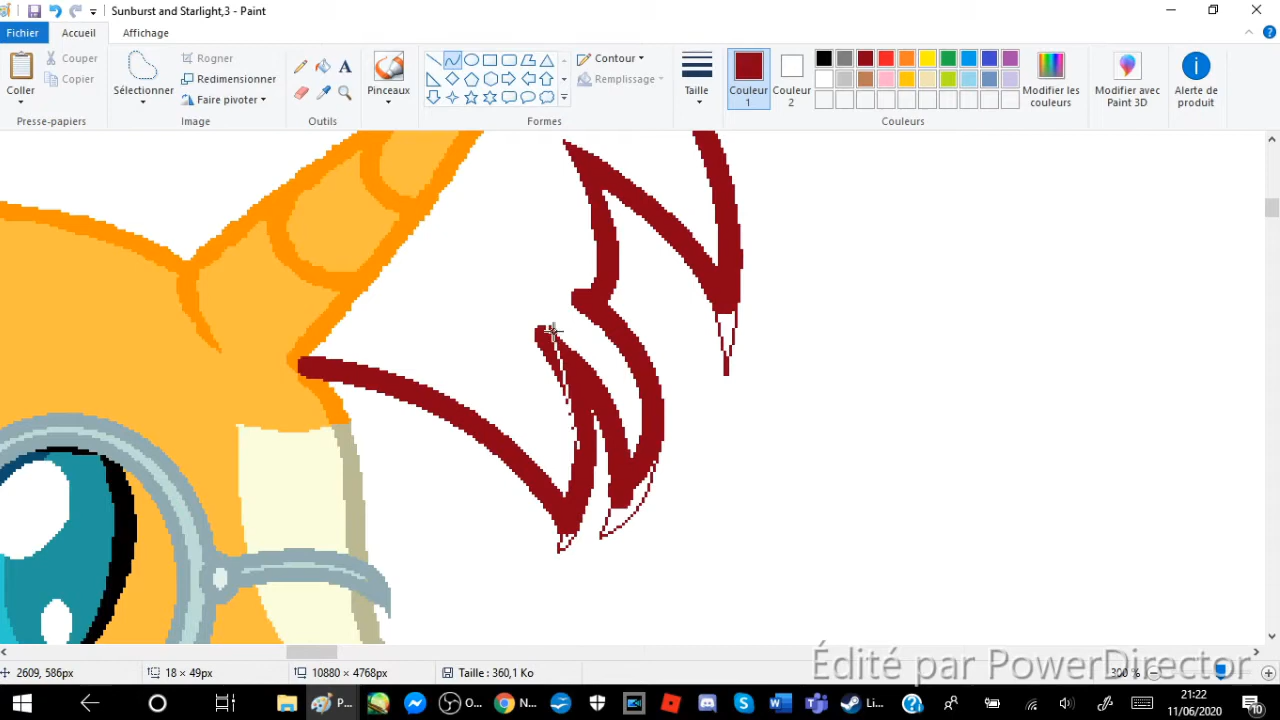 Sunburst and Starlight,3 - Paint
Fichier
Accueil
Affichage
Coller
Couper
Copier
Presse-papiers
Sélectionner
Rogner
Redimensionner
Faire pivoter
Image
A
Outils
Pinceaux
Contour
Remplissage
Formes
Taille
Couleur 1
Couleur 2
Modifier les couleurs
Couleurs
Modifier avec Paint 3D
Alerte de produit
Édité par PowerDirector
2609, 586px
18 × 49px
10880 × 4768px
Taille : 360,1 Ko
300 %
P...
O...
N...
W...
Li...
21:22
11/06/2020
10